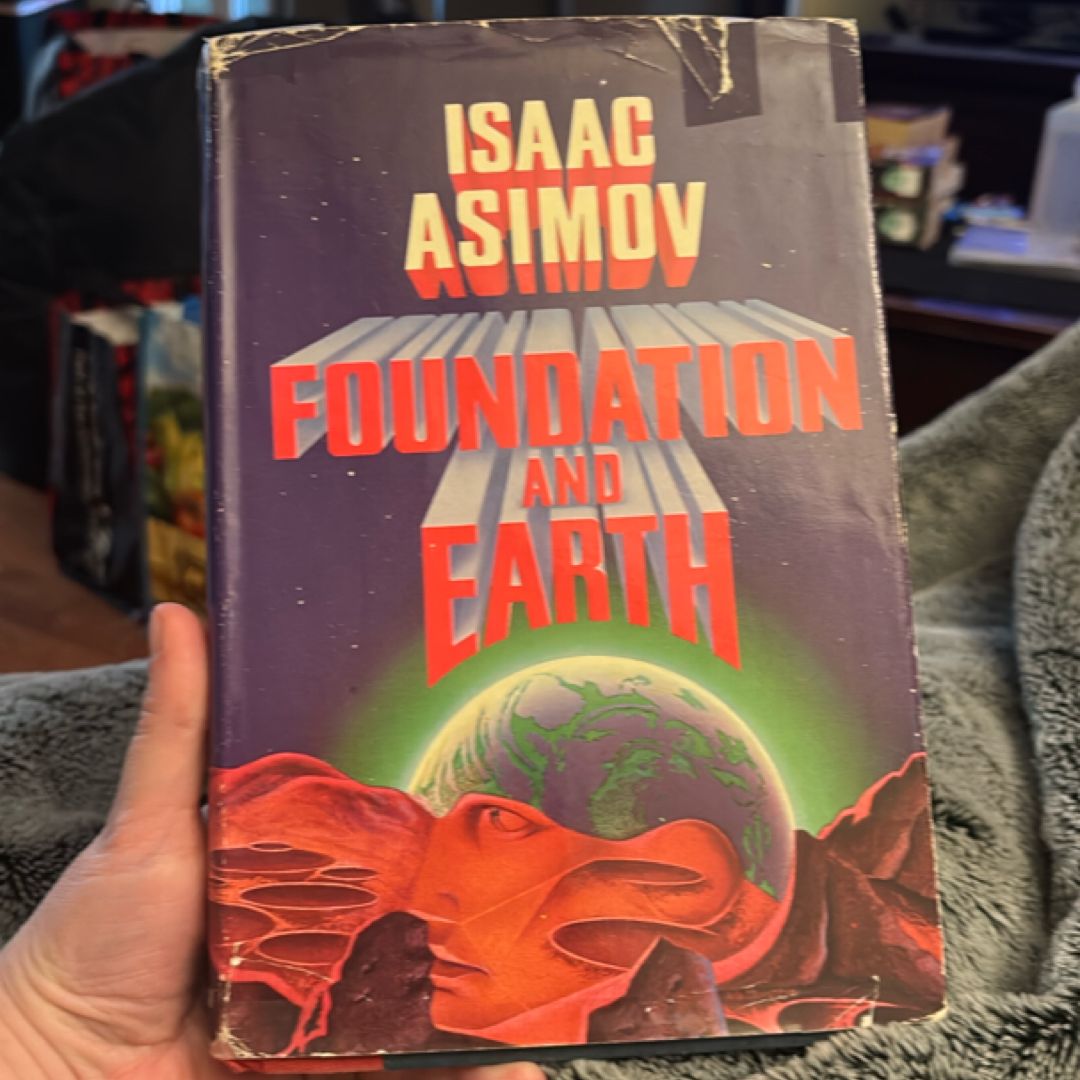 ISAAC
ASIMOV
FOUNDATION
AND
EARTH